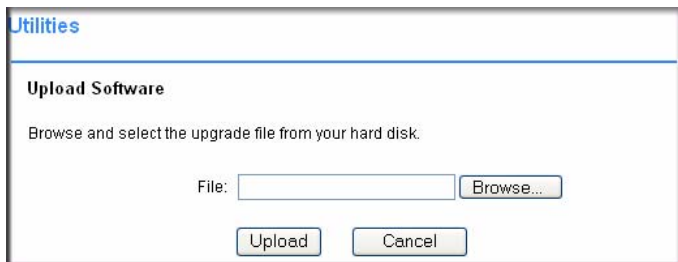 Utilities
Upload Software
Browse and select the upgrade file from your hard disk.
File: Browse...
Upload Cancel